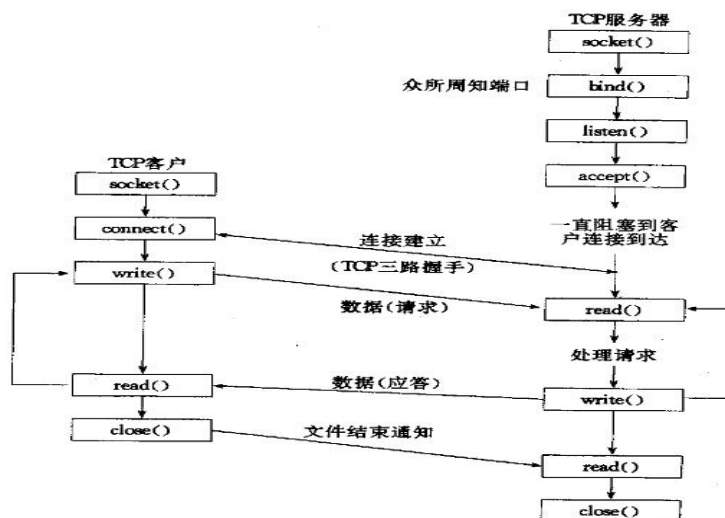 TCP服务器
socket()
众所周知端口
bind()
listen()
accept()
TCP客户
socket()
connect()
一直阻塞到客
户连接到达
连接建立
(TCP三路握手)
write()
数据(请求)
read()
处理请求
read()
数据(应答)
write()
close()
文件结束通知
read()
close()